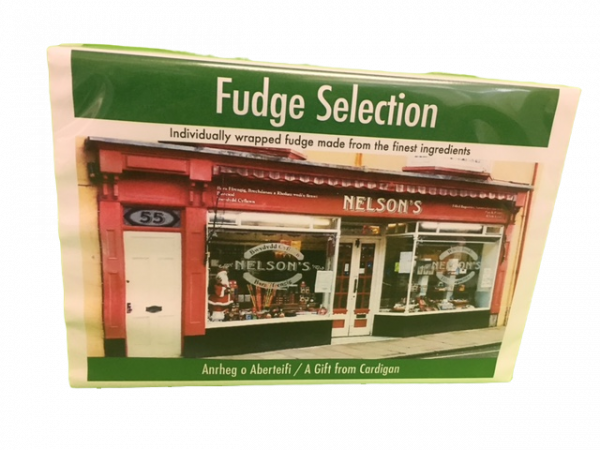 Fudge Selection
Individually wrapped fudge made from the finest ingredients
NELSON'S
55
NELSON'S
NELSON'S
Anrheg o Aberteifi / A Gift from Cardigan